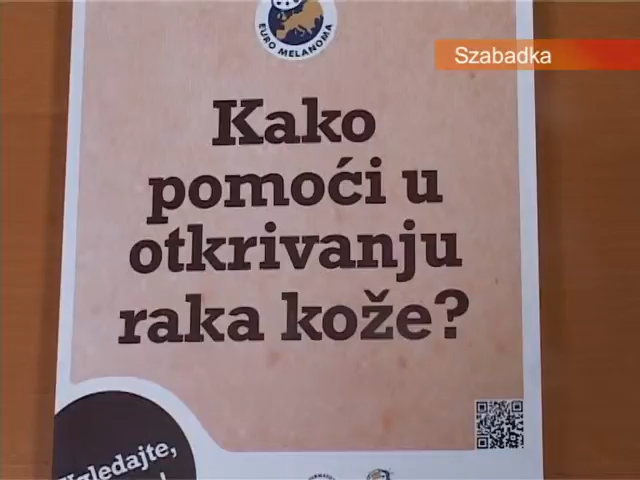 EURO MELANOMA
Szabadka
Kako
pomoći u
otkrivanju
raka kože?